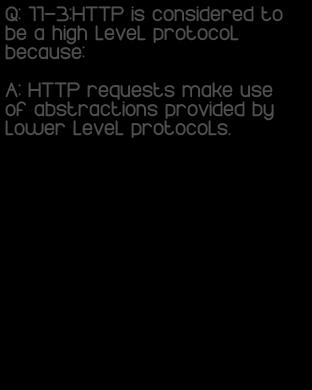 Q: 11-3:HTTP is considered to
be a high level protocol
because:
A: HTTP requests make use
of abstractions provided by
lower level protocols.